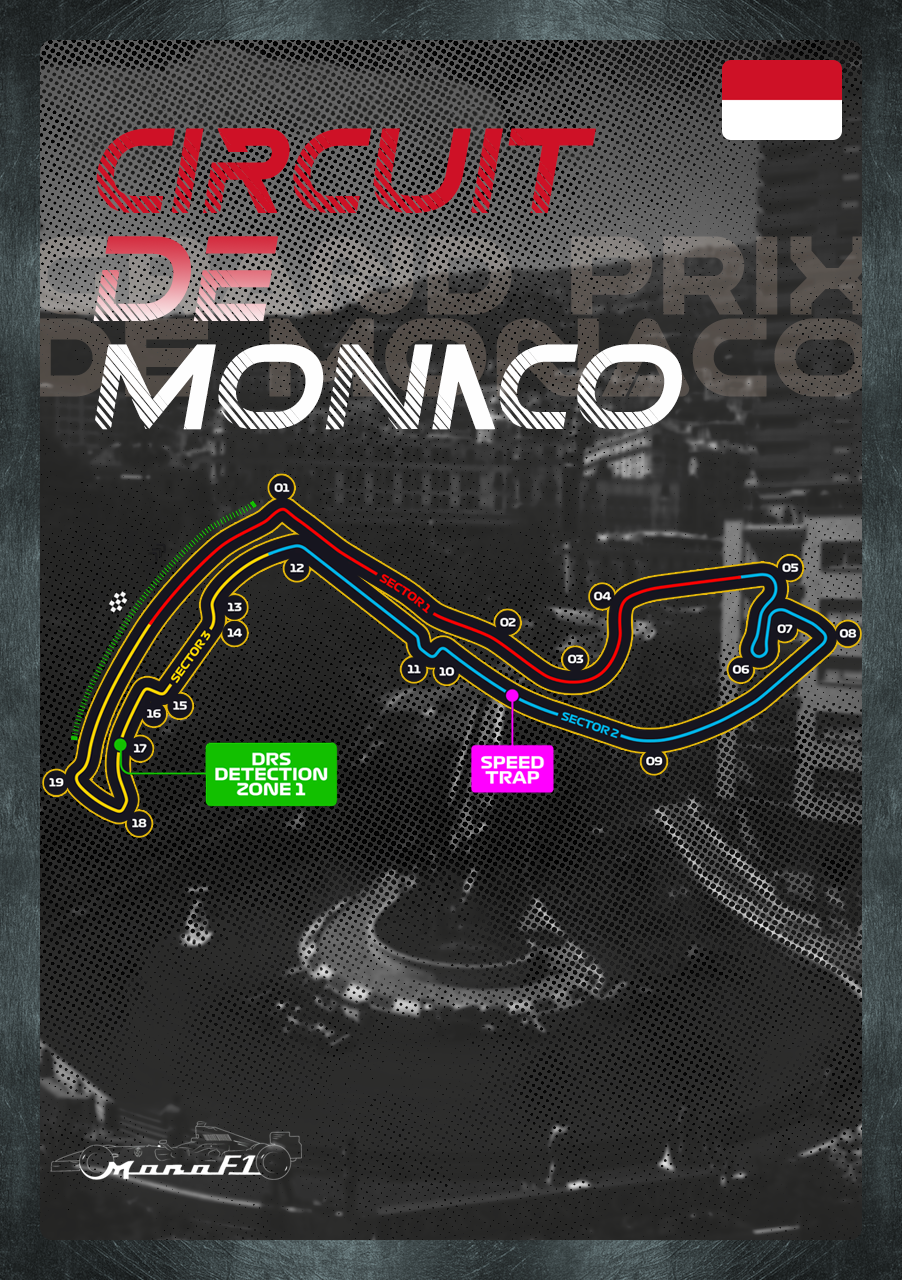 CIRCUIT
DE
MONACO
GRAND PRIX
DE MONACO
01
12
SECTOR 1
02
03
04
05
06
07
08
09
10
11
13
14
SECTOR 3
15
16
17
18
19
SECTOR 2
DRS
DETECTION
ZONE 1
SPEED
TRAP
MonoF1